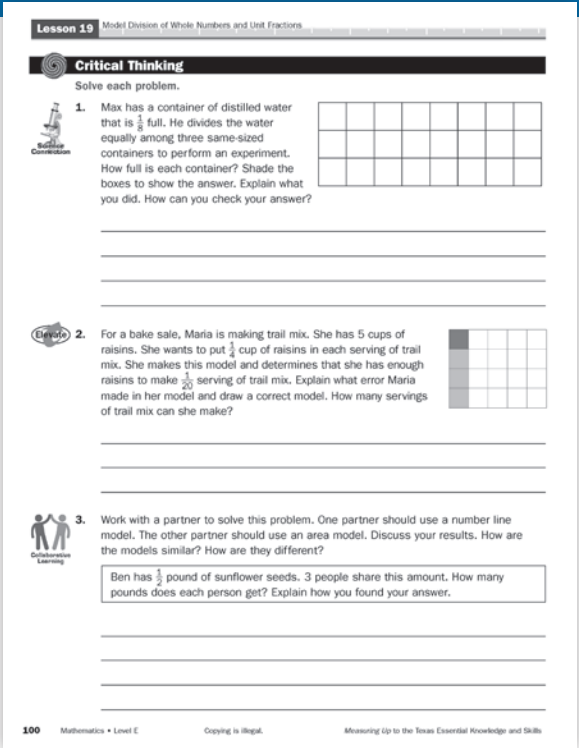 Lesson 19
Model Division of Whole Numbers and Unit Fractions
Critical Thinking
Solve each problem.
Science
Connection
1. Max has a container of distilled water
that is 1/8 full. He divides the water
equally among three same-sized
containers to perform an experiment.
How full is each container? Shade the
boxes to show the answer. Explain what
you did. How can you check your answer?
Elevate
2. For a bake sale, Maria is making trail mix. She has 5 cups of
raisins. She wants to put 1/4 cup of raisins in each serving of trail
mix. She makes this model and determines that she has enough
raisins to make 1/20 serving of trail mix. Explain what error Maria
made in her model and draw a correct model. How many servings
of trail mix can she make?
Collaborative
Learning
3. Work with a partner to solve this problem. One partner should use a number line
model. The other partner should use an area model. Discuss your results. How are
the models similar? How are they different?
Ben has 1/2 pound of sunflower seeds. 3 people share this amount. How many
pounds does each person get? Explain how you found your answer.
100 Mathematics • Level E Copying is illegal. Measuring Up to the Texas Essential Knowledge and Skills